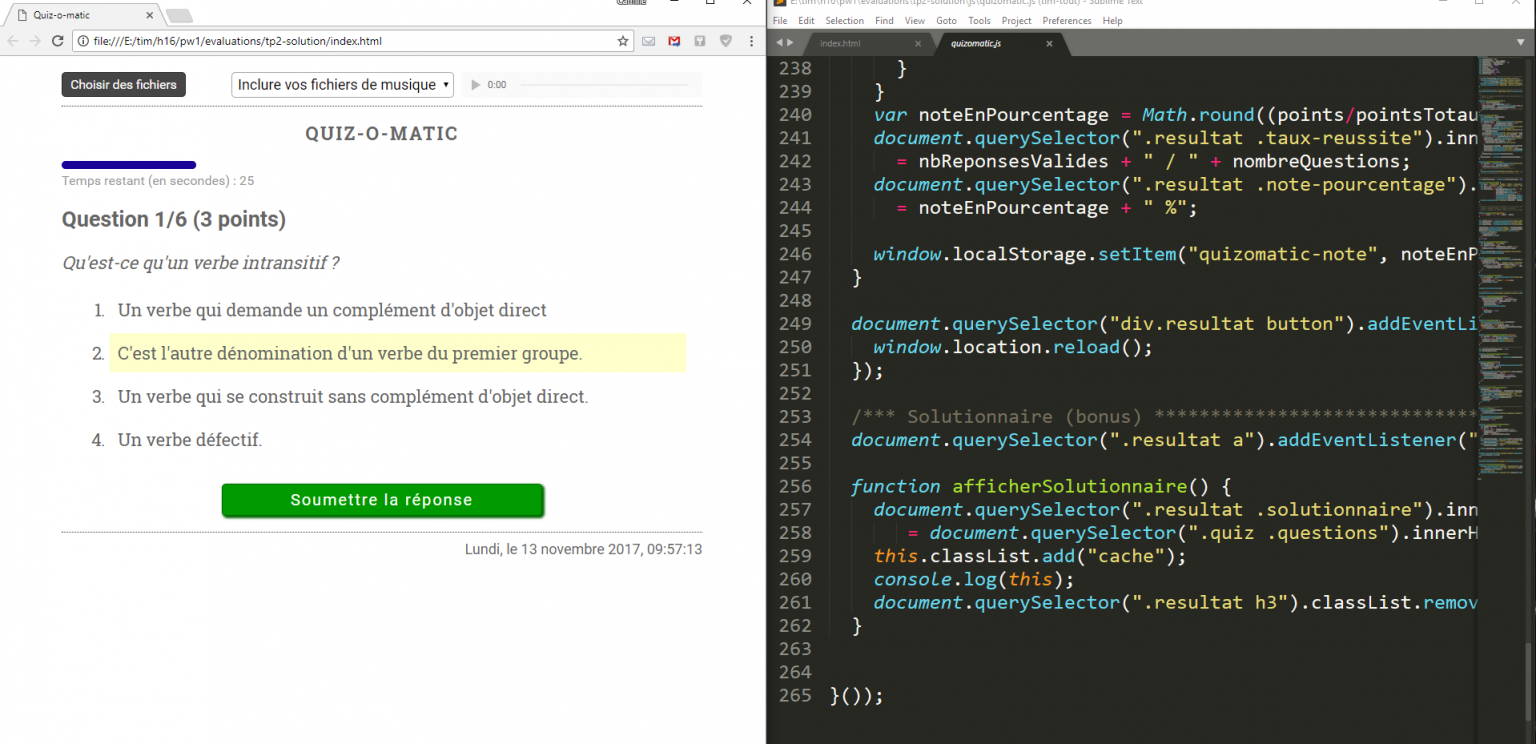 Quiz-o-matic
file:///E:/tim/h16/pw1/evaluations/tp2-solution/index.html
Choisir des fichiers
Inclure vos fichiers de musique
0:00
QUIZ-O-MATIC
Temps restant (en secondes) : 25
Question 1/6 (3 points)
Qu'est-ce qu'un verbe intransitif ?
1. Un verbe qui demande un complément d'objet direct
2. C'est l'autre dénomination d'un verbe du premier groupe.
3. Un verbe qui se construit sans complément d'objet direct.
4. Un verbe défectif.
Soumettre la réponse
Lundi, le 13 novembre 2017, 09:57:13
E:\tim\h16\pw1\evaluations\tp2-solution\js\quizomatic.js (tim-tout) - Sublime Text
File Edit Selection Find View Goto Tools Project Preferences Help
index.html
quizomatic.js
238 }
239 }
240 var noteEnPourcentage = Math.round((points/pointsTotau
241 document.querySelector(".resultat .taux-reussite").inn
242 = nbReponsesValides + " / " + nombreQuestions;
243 document.querySelector(".resultat .note-pourcentage").
244 = noteEnPourcentage + " %";
245
246 window.localStorage.setItem("quizomatic-note", noteEnP
247 }
248
249 document.querySelector("div.resultat button").addEventLi
250 window.location.reload();
251 });
252
253 /*** Solutionnaire (bonus) *****************************
254 document.querySelector(".resultat a").addEventListener("
255
256 function afficherSolutionnaire() {
257 document.querySelector(".resultat .solutionnaire").inn
258 = document.querySelector(".quiz .questions").innerH
259 this.classList.add("cache");
260 console.log(this);
261 document.querySelector(".resultat h3").classList.remov
262 }
263
264
265 }());